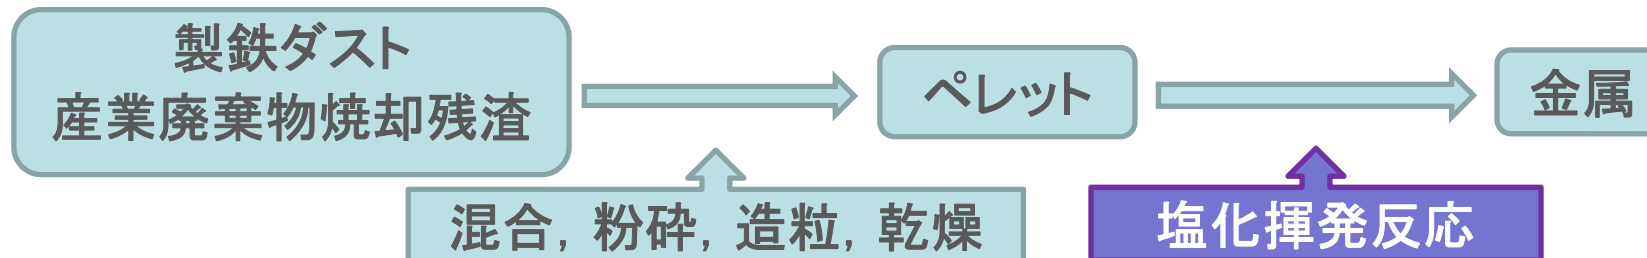 製鉄ダスト
産業廃棄物焼却残渣
ペレット
金属
混合, 粉砕, 造粒, 乾燥
塩化揮発反応